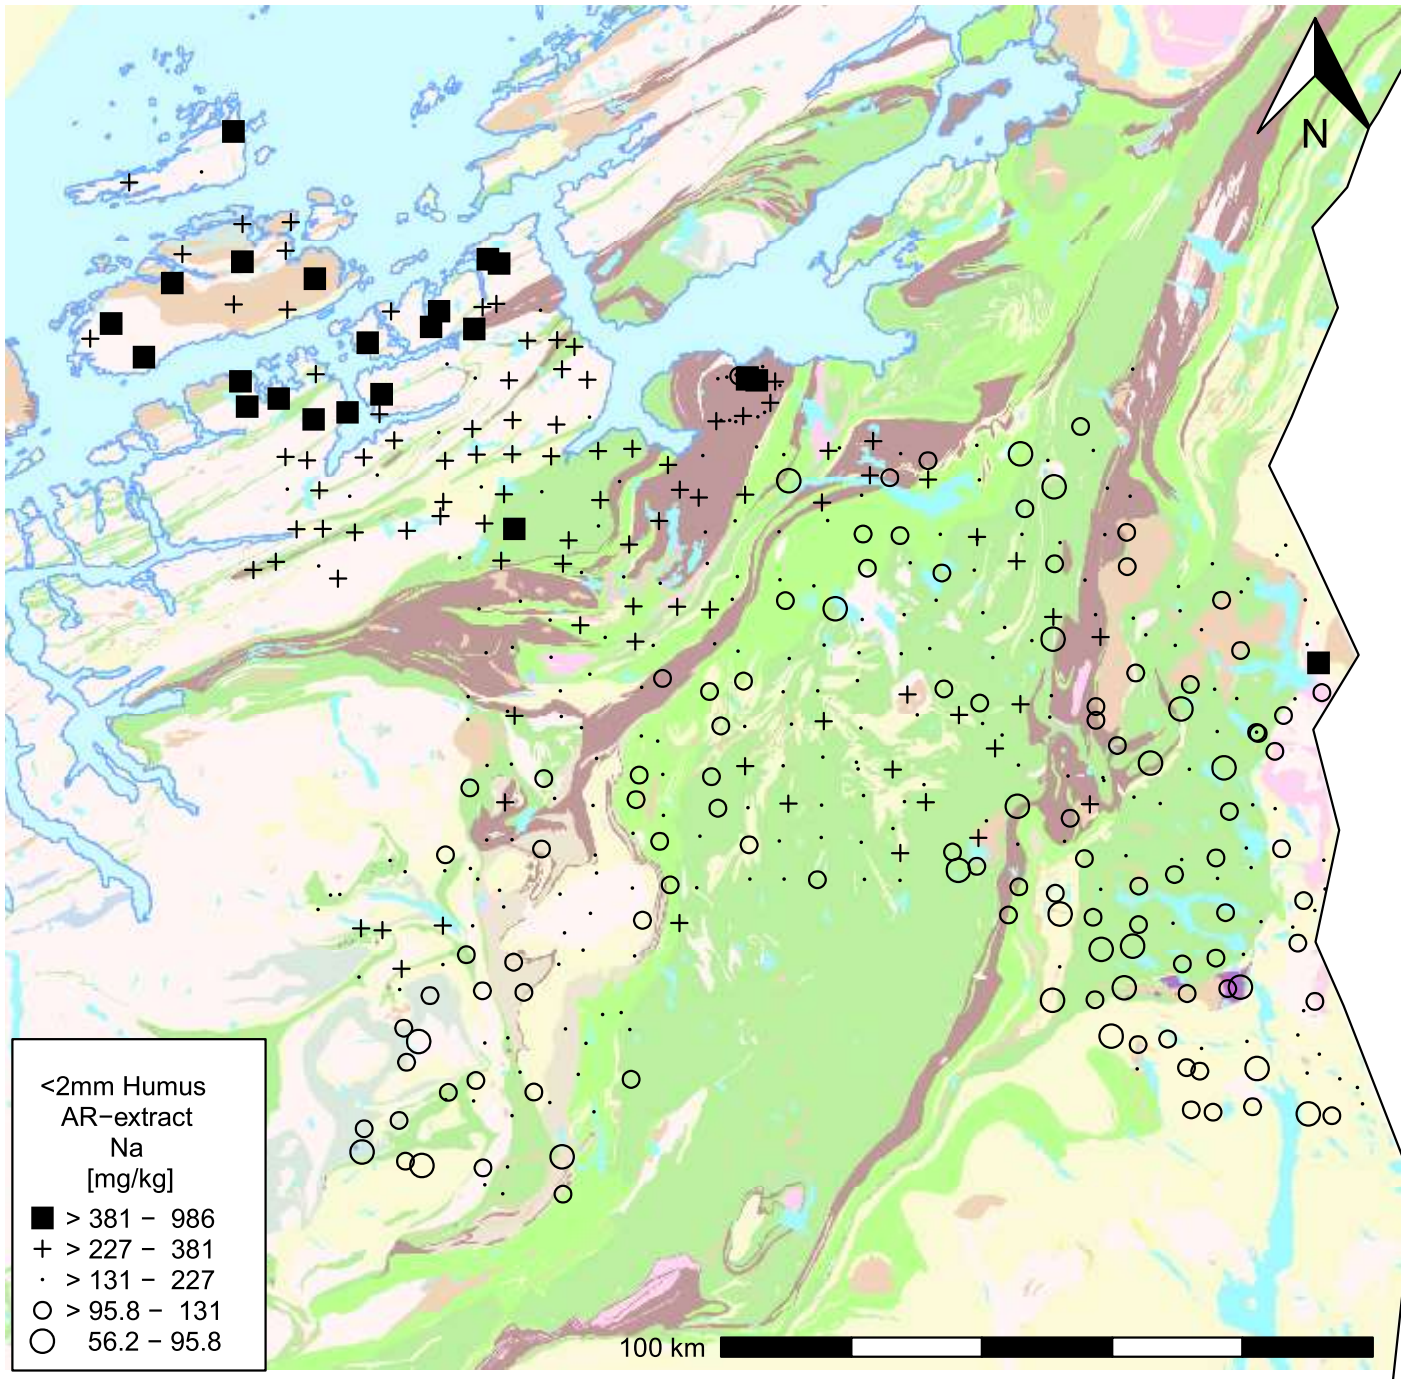 N
<2mm Humus
AR−extract
Na
[mg/kg]
> 381 − 986
> 227 − 381
> 131 − 227
> 95.8 − 131
56.2 − 95.8
100 km